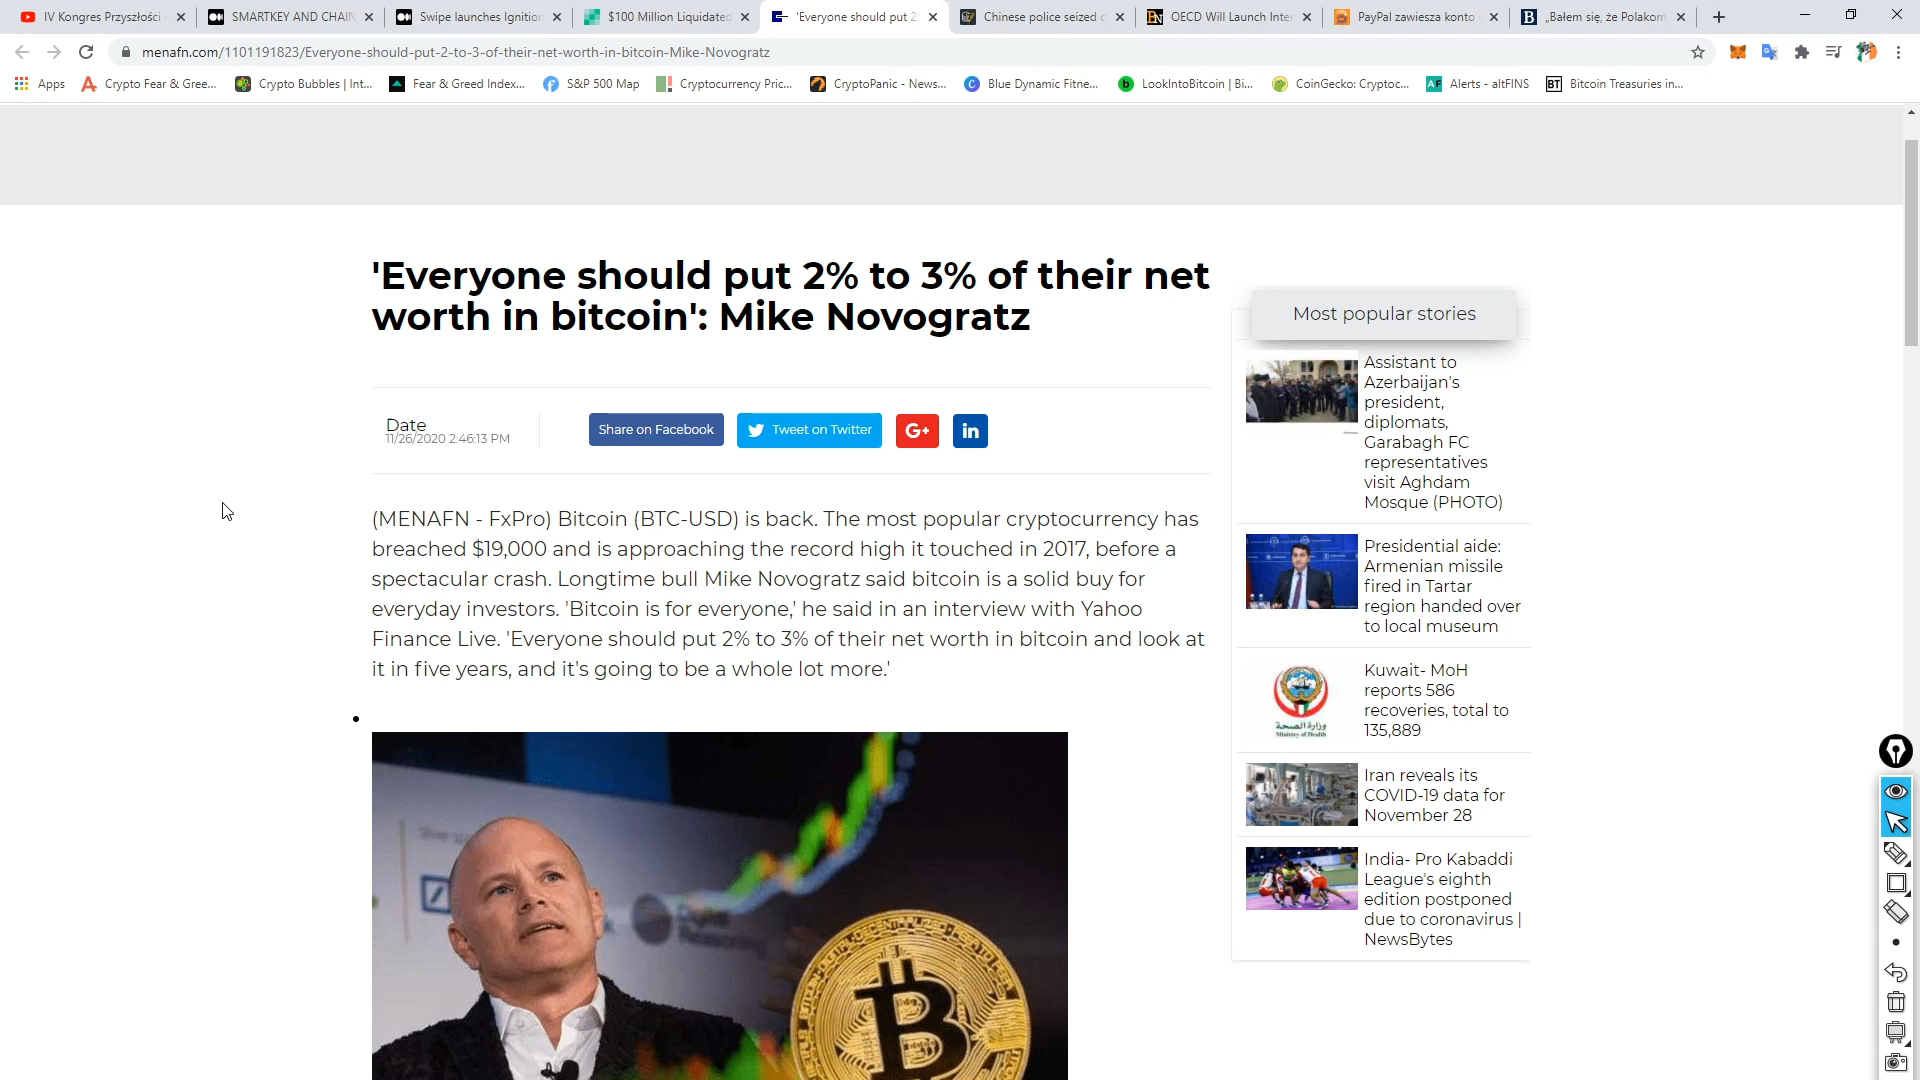 IV Kongres Przyszłości
SMARTKEY AND CHAIN
Swipe launches Ignition
$100 Million Liquidated
'Everyone should put 2
Chinese police seized c
OECD Will Launch Inte
PayPal zawiesza konto
„Bałem się, że Polakom
menafn.com/1101191823/Everyone-should-put-2-to-3-of-their-net-worth-in-bitcoin-Mike-Novogratz
Apps
Crypto Fear & Gree...
Crypto Bubbles | Int...
Fear & Greed Index...
S&P 500 Map
Cryptocurrency Pric...
CryptoPanic - News...
Blue Dynamic Fitne...
LookIntoBitcoin | Bi...
CoinGecko: Cryptoc...
AF Alerts - altFINS
BT Bitcoin Treasuries in...
'Everyone should put 2% to 3% of their net
worth in bitcoin': Mike Novogratz
Date
11/26/2020 2:46:13 PM
Share on Facebook
Tweet on Twitter
G+
in
(MENAFN - FxPro) Bitcoin (BTC-USD) is back. The most popular cryptocurrency has
breached $19,000 and is approaching the record high it touched in 2017, before a
spectacular crash. Longtime bull Mike Novogratz said bitcoin is a solid buy for
everyday investors. 'Bitcoin is for everyone,' he said in an interview with Yahoo
Finance Live. 'Everyone should put 2% to 3% of their net worth in bitcoin and look at
it in five years, and it's going to be a whole lot more.'
Most popular stories
Assistant to
Azerbaijan's
president,
diplomats,
Garabagh FC
representatives
visit Aghdam
Mosque (PHOTO)
Presidential aide:
Armenian missile
fired in Tartar
region handed over
to local museum
وزارة الصحة
Ministry of Health
Kuwait- MoH
reports 586
recoveries, total to
135,889
Iran reveals its
COVID-19 data for
November 28
India- Pro Kabaddi
League's eighth
edition postponed
due to coronavirus |
NewsBytes